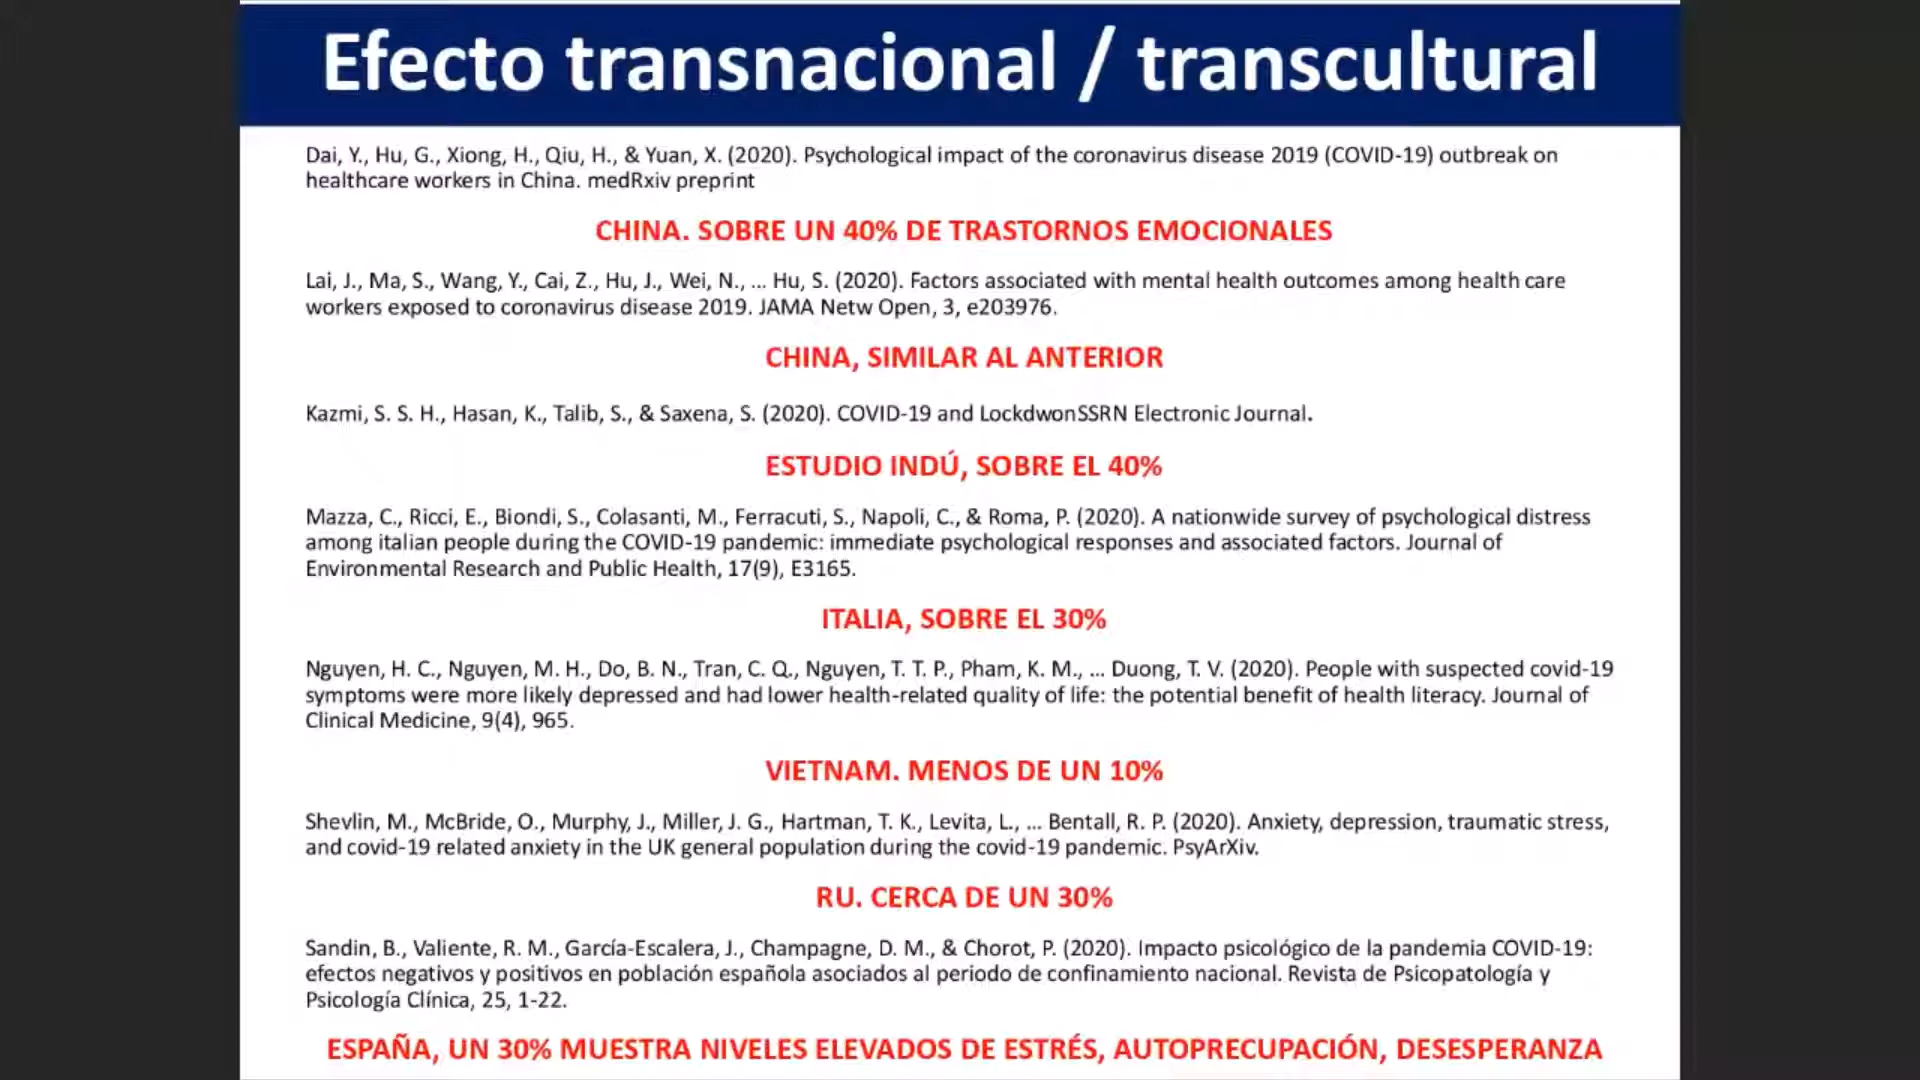 Efecto transnacional / transcultural
Dai, Y., Hu, G., Xiong, H., Qiu, H., & Yuan, X. (2020). Psychological impact of the coronavirus disease 2019 (COVID-19) outbreak on
healthcare workers in China. medRxiv preprint
CHINA. SOBRE UN 40% DE TRASTORNOS EMOCIONALES
Lai, J., Ma, S., Wang, Y., Cai, Z., Hu, J., Wei, N., ... Hu, S. (2020). Factors associated with mental health outcomes among health care
workers exposed to coronavirus disease 2019. JAMA Netw Open, 3, e203976.
CHINA, SIMILAR AL ANTERIOR
Kazmi, S. S. H., Hasan, K., Talib, S., & Saxena, S. (2020). COVID-19 and LockdwonSSRN Electronic Journal.
ESTUDIO INDÚ, SOBRE EL 40%
Mazza, C., Ricci, E., Biondi, S., Colasanti, M., Ferracuti, S., Napoli, C., & Roma, P. (2020). A nationwide survey of psychological distress
among italian people during the COVID-19 pandemic: immediate psychological responses and associated factors. Journal of
Environmental Research and Public Health, 17(9), E3165.
ITALIA, SOBRE EL 30%
Nguyen, H. C., Nguyen, M. H., Do, B. N., Tran, C. Q., Nguyen, T. T. P., Pham, K. M., ... Duong, T. V. (2020). People with suspected covid-19
symptoms were more likely depressed and had lower health-related quality of life: the potential benefit of health literacy. Journal of
Clinical Medicine, 9(4), 965.
VIETNAM. MENOS DE UN 10%
Shevlin, M., McBride, O., Murphy, J., Miller, J. G., Hartman, T. K., Levita, L., ... Bentall, R. P. (2020). Anxiety, depression, traumatic stress,
and covid-19 related anxiety in the UK general population during the covid-19 pandemic. PsyArXiv.
RU. CERCA DE UN 30%
Sandin, B., Valiente, R. M., García-Escalera, J., Champagne, D. M., & Chorot, P. (2020). Impacto psicológico de la pandemia COVID-19:
efectos negativos y positivos en población española asociados al periodo de confinamiento nacional. Revista de Psicopatología y
Psicología Clínica, 25, 1-22.
ESPAÑA, UN 30% MUESTRA NIVELES ELEVADOS DE ESTRÉS, AUTOPRECUPACIÓN, DESESPERANZA